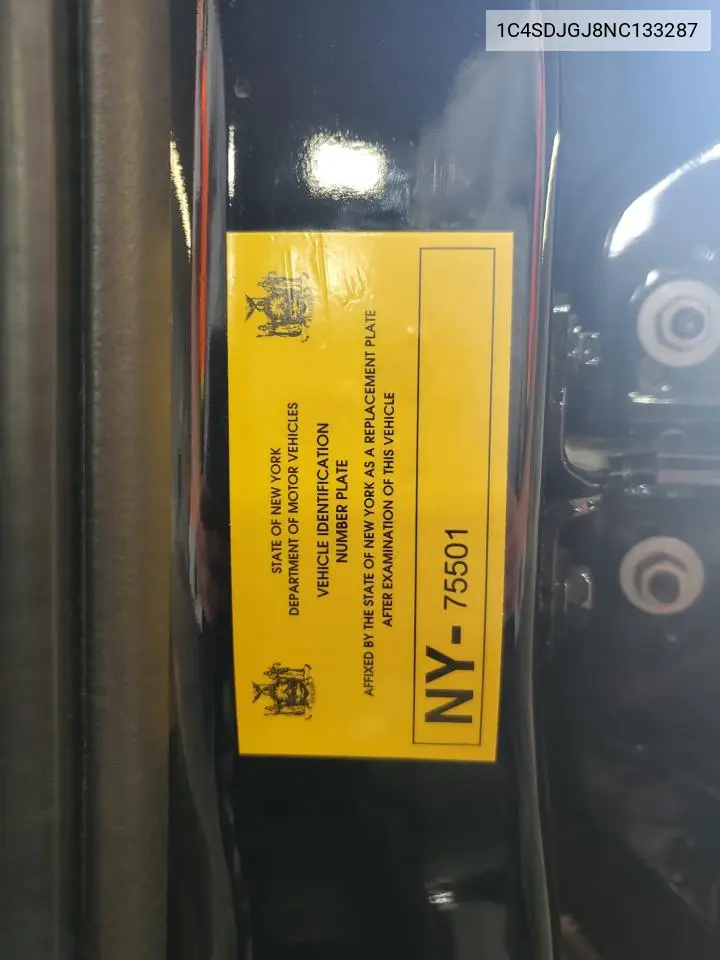 1C4SDJGJ8NC133287
STATE OF NEW YORK
DEPARTMENT OF MOTOR VEHICLES
VEHICLE IDENTIFICATION
NUMBER PLATE
AFFIXED BY THE STATE OF NEW YORK AS A REPLACEMENT PLATE
AFTER EXAMINATION OF THIS VEHICLE
NY- 75501